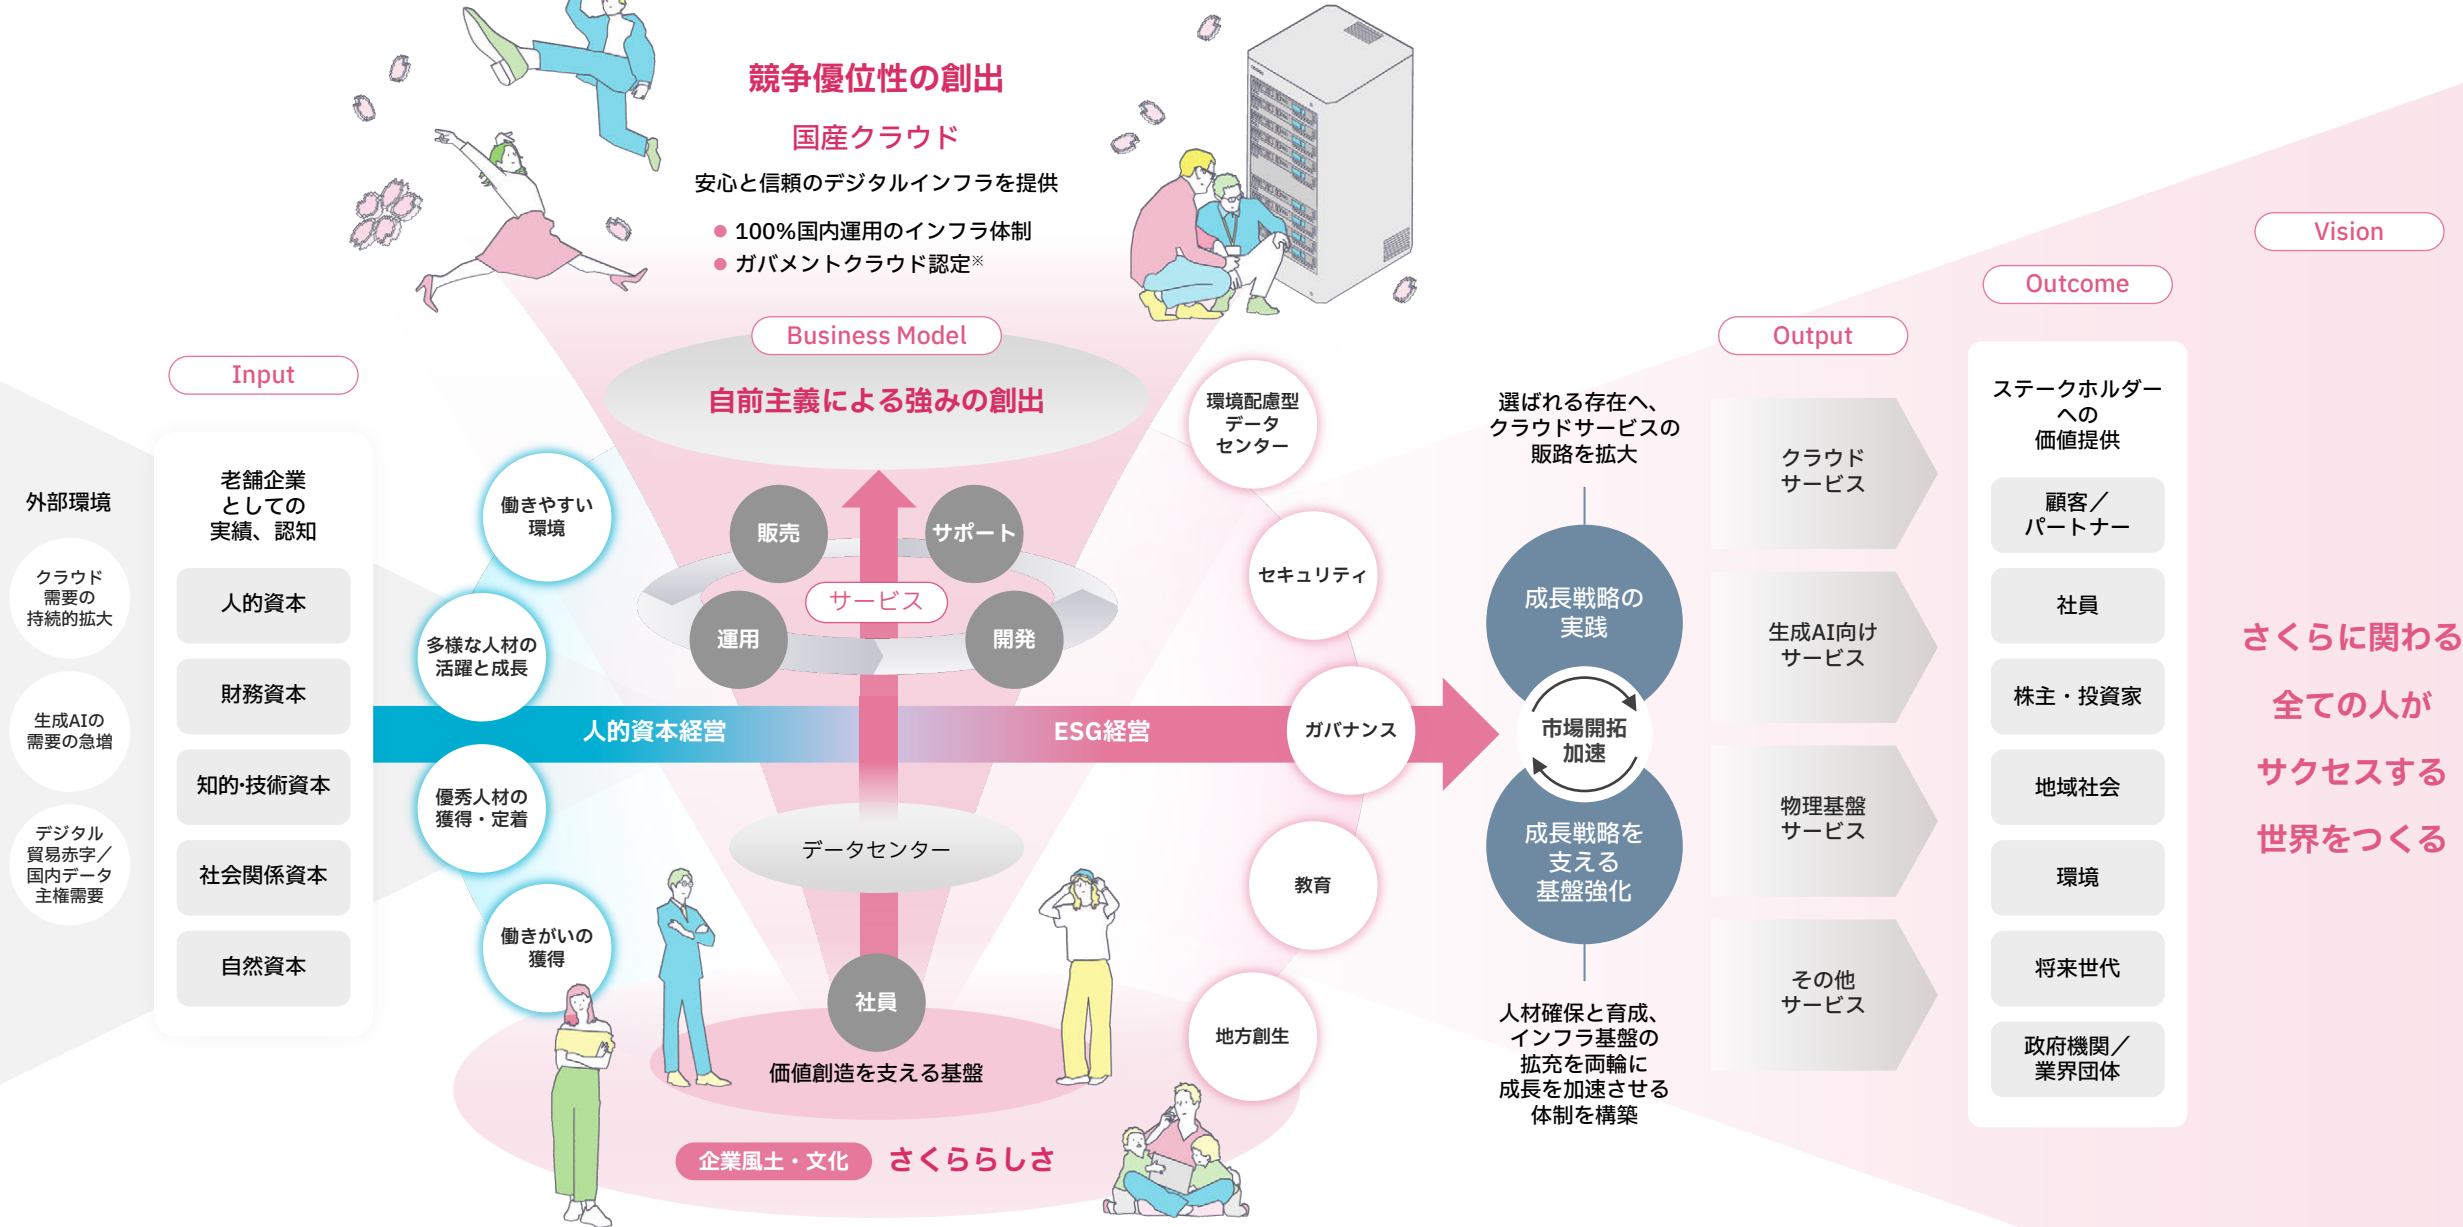 競争優位性の創出
国産クラウド
安心と信頼のデジタルインフラを提供
● 100%国内運用のインフラ体制
● ガバメントクラウド認定※
Business Model
自前主義による強みの創出
外部環境
クラウド
需要の
持続的拡大
生成AIの
需要の急増
デジタル
貿易赤字／
国内データ
主権需要
Input
老舗企業
としての
実績、認知
人的資本
財務資本
知的・技術資本
社会関係資本
自然資本
働きやすい
環境
多様な人材の
活躍と成長
優秀人材の
獲得・定着
働きがいの
獲得
販売
サポート
サービス
運用
開発
人的資本経営
ESG経営
データセンター
社員
価値創造を支える基盤
企業風土・文化
さくららしさ
環境配慮型
データ
センター
セキュリティ
ガバナンス
教育
地方創生
選ばれる存在へ、
クラウドサービスの
販路を拡大
成長戦略の
実践
市場開拓
加速
成長戦略を
支える
基盤強化
人材確保と育成、
インフラ基盤の
拡充を両輪に
成長を加速させる
体制を構築
Output
クラウド
サービス
生成AI向け
サービス
物理基盤
サービス
その他
サービス
Outcome
ステークホルダー
への
価値提供
顧客／
パートナー
社員
株主・投資家
地域社会
環境
将来世代
政府機関／
業界団体
Vision
さくらに関わる
全ての人が
サクセスする
世界をつくる